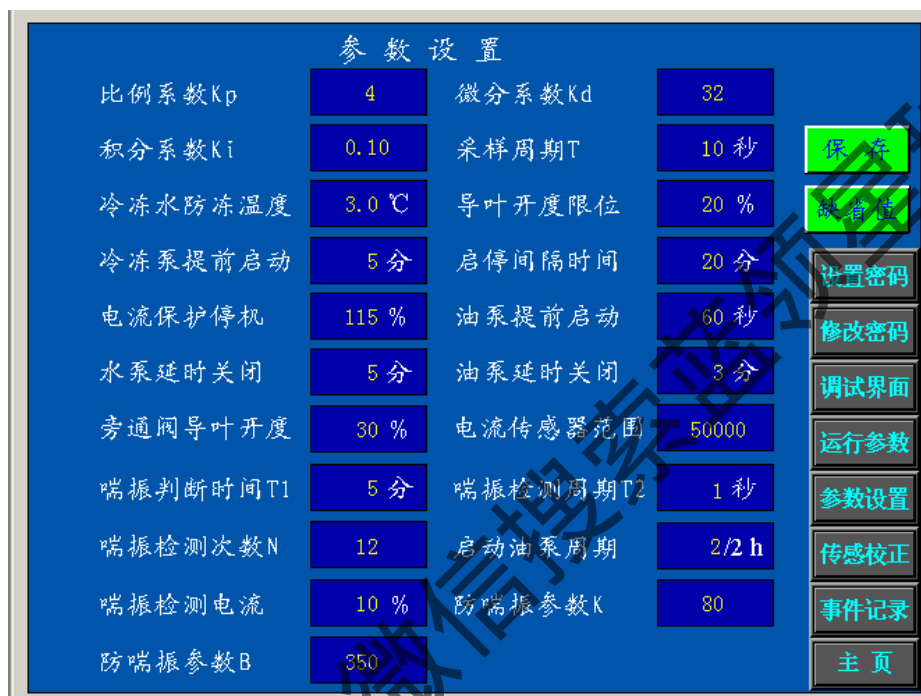 参数设置
比例系数Kp 4 微分系数Kd 32
积分系数Ki 0.10 采样周期T 10 秒 保存
冷冻水防冻温度 3.0 ℃ 导叶开度限位 20 % 缺省值
冷冻泵提前启动 5 分 启停间隔时间 20 分 设置密码
电流保护停机 115 % 油泵提前启动 60 秒 修改密码
水泵延时关闭 5 分 油泵延时关闭 3 分 调试界面
旁通阀导叶开度 30 % 电流传感器范围 50000 运行参数
喘振判断时间T1 5 分 喘振检测周期T2 1 秒 参数设置
喘振检测次数N 12 启动油泵周期 2/2 h 传感校正
喘振检测电流 10 % 防喘振参数K 80 事件记录
防喘振参数B 350 主页
微信搜索蓝领星球